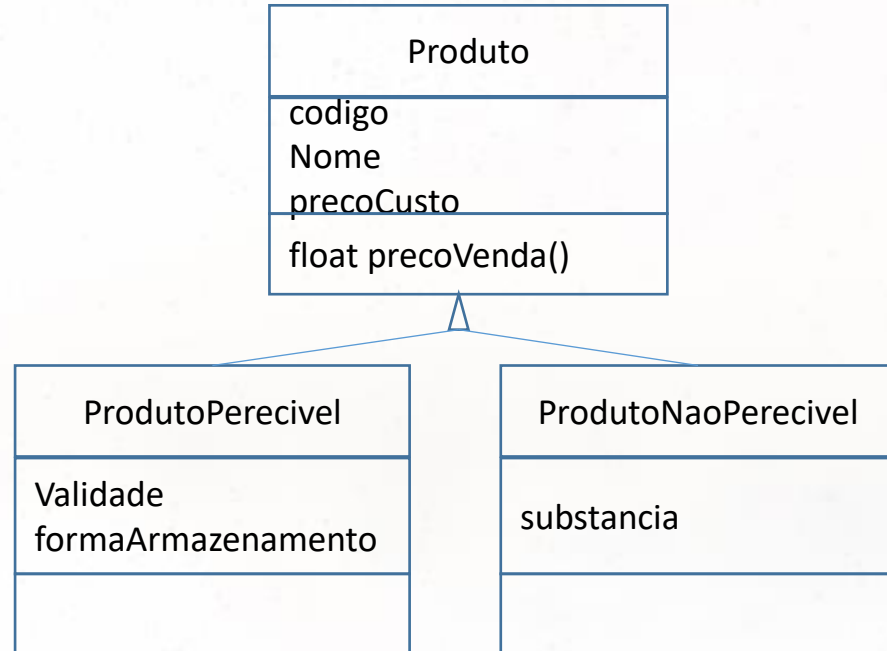 Produto
codigo
Nome
precoCusto
float precoVenda()
ProdutoPerecivel
Validade
formaArmazenamento
ProdutoNaoPerecivel
substancia